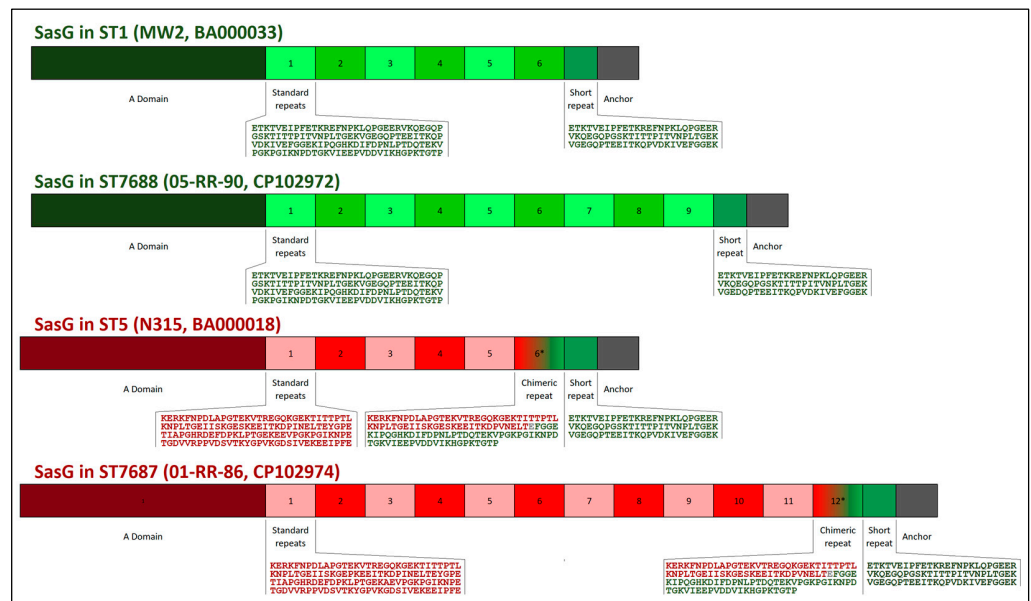 SasG in ST1 (MW2, BA000033)
1 2 3 4 5 6
A Domain Standard repeats Short repeat Anchor
ETKTVEIPFETKREFNPKLQPGEERVKQEGQP
GSKTITTPITVNPLTGEKVGEGQPTEEITKQP
VDKIVEFGGEKIPQGHKDIFDPNLPTDQTEKV
PGKPGIKNPDTGKVIEEPVDDVIKHGPKTGTP
ETKTVEIPFETKREFNPKLQPGEER
VKQEGQPGSKTITTPITVNPLTGEK
VGEGQPTEEITKQPVDKIVEFGGEK
SasG in ST7688 (05-RR-90, CP102972)
1 2 3 4 5 6 7 8 9
A Domain Standard repeats Short repeat Anchor
ETKTVEIPFETKREFNPKLQPGEERVKQEGQP
GSKTITTPITVNPLTGEKVGEGQPTEEITKQP
VDKIVEFGGEKIPQGHKDIFDPNLPTDQTEKV
PGKPGIKNPDTGKVIEEPVDDVIKHGPKTGTP
ETKTVEIPFETKREFNPKLQPGEER
VKQEGQPGSKTITTPITVNPLTGEK
VGEDQPTEEITKQPVDKIVEFGGEK
SasG in ST5 (N315, BA000018)
1 2 3 4 5 6*
A Domain Standard repeats Chimeric repeat Short repeat Anchor
KERKFNPDLAPGTEKVTREGQKGEKTITTPTL
KNPLTGEIISKGESKEEITKDPINELTEYGPE
TIAPGHRDEFDPKLPTGEKEEVPGKPGIKNPE
TGDVVRPPVDSVTKYGPVKGDSIVEKEEIPFE
KERKFNPDLAPGTEKVTREGQKGEKTITTPTL
KNPLTGEIISKGESKEEITKDPVNELTEFGGE
KIPQGHKDIFDPNLPTDQTEKVPGKPGIKNPD
TGKVIEEPVDDVIKHGPKTGTP
ETKTVEIPFETKREFNPKLQPGEER
VKQEGQPGSKTITTPITVNPLTGEK
VGEGQPTEEITKQPVDKIVEFGGEK
SasG in ST7687 (01-RR-86, CP102974)
1 2 3 4 5 6 7 8 9 10 11 12*
A Domain Standard repeats Chimeric repeat Short repeat Anchor
KERKFNPDLAPGTEKVTREGQKGEKTITTPTL
KNPLTGEIISKGEPKEEITKDPINELTEYGPE
TIAPGHRDEFDPKLPTGEKAEVPGKPGIKNPE
TGDVVRPPVDSVTKYGPVKGDSIVEKEEIPFE
KERKFNPDLAPGTEKVTREGQKGEKTITTPTL
KNPLTGEIISKGESKEEITKDPVNELTEFGGE
KIPQGHKDIFDPNLPTDQTEKVPGKPGIKNPD
TGKVIEEPVDDVIKHGPKTGTP
ETKTVEIPFETKREFNPKLQPGEER
VKQEGQPGSKTITTPITVNPLTGEK
VGEGQPTEEITKQPVDKIVEFGGEK